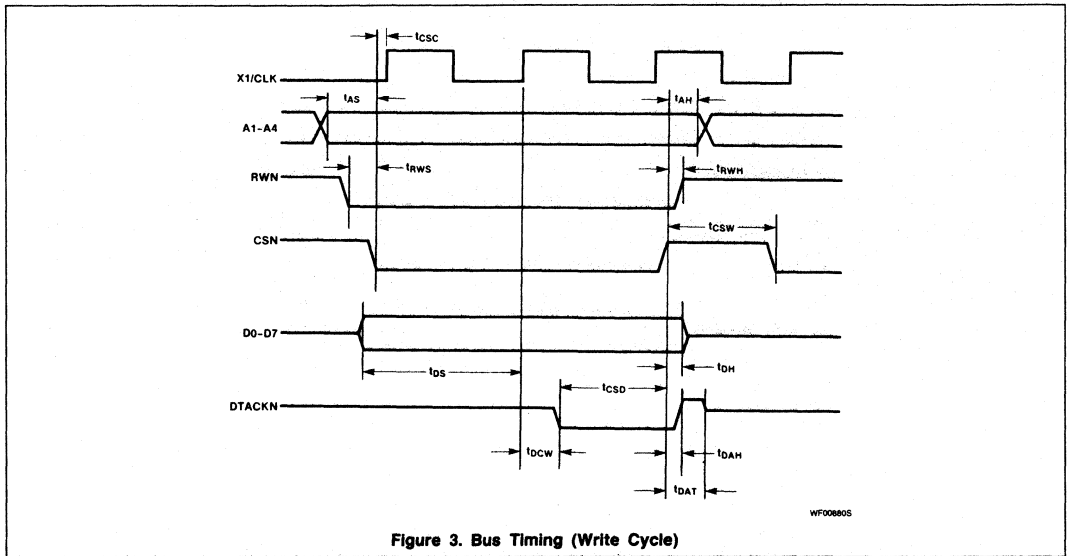 tCSC
X1/CLK
tAS
tAH
A1-A4
tRWS
tRWH
RWN
tCSW
CSN
D0-D7
tDS
tDH
tCSD
DTACKN
tDCW
tDAH
tDAT
WF00880S
Figure 3. Bus Timing (Write Cycle)